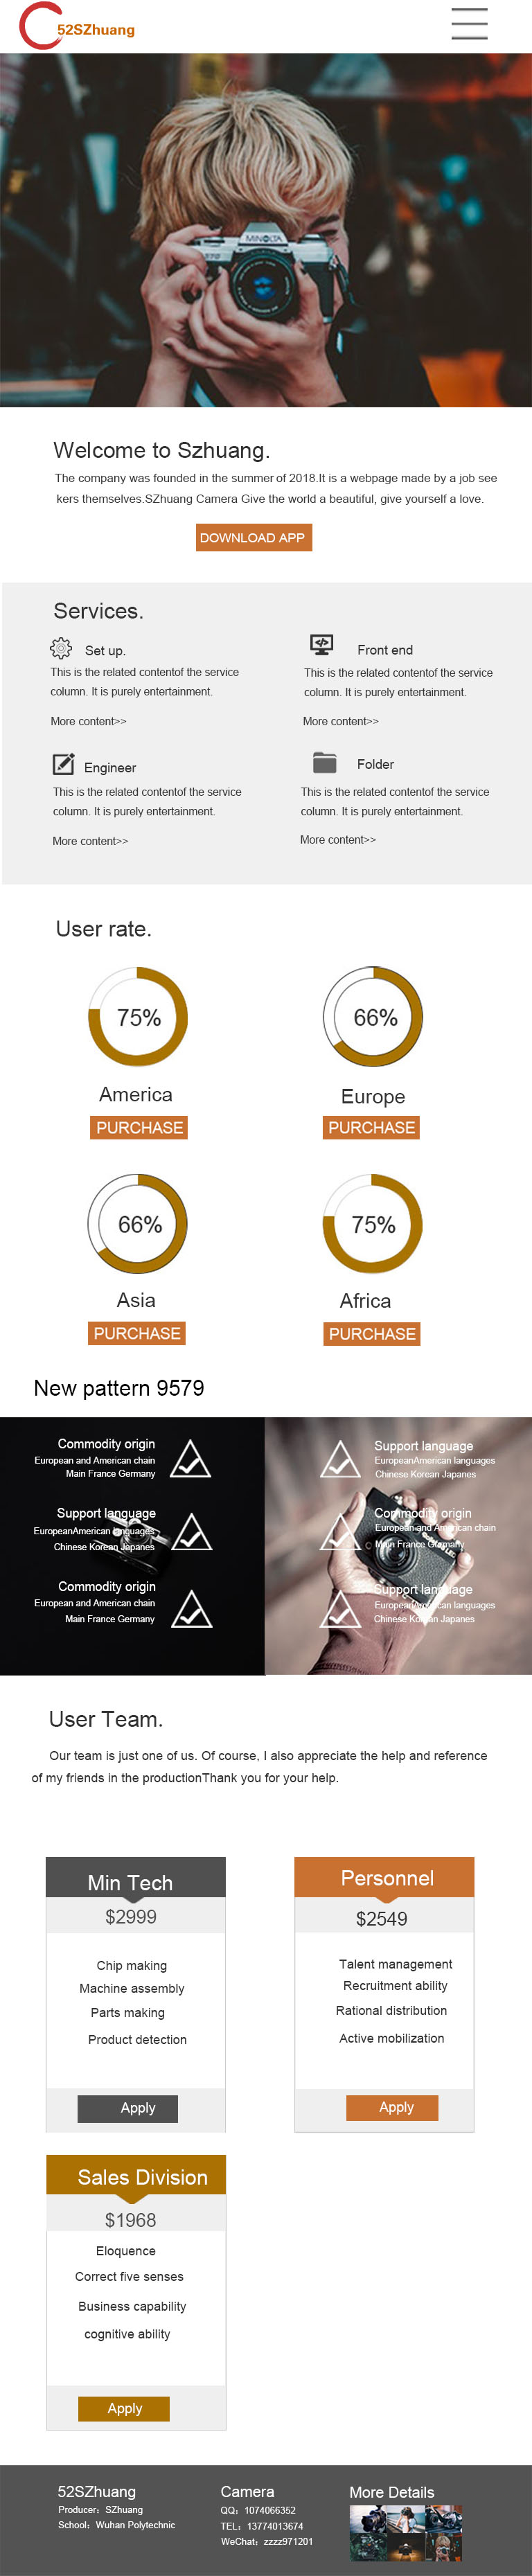 52SZhuang
MINOLTA
Welcome to Szhuang.
The company was founded in the summer of 2018.It is a webpage made by a job see
kers themselves.SZhuang Camera Give the world a beautiful, give yourself a love.
DOWNLOAD APP
Services.
Set up.
This is the related contentof the service
column. It is purely entertainment.
More content>>
Front end
This is the related contentof the service
column. It is purely entertainment.
More content>>
Engineer
This is the related contentof the service
column. It is purely entertainment.
More content>>
Folder
This is the related contentof the service
column. It is purely entertainment.
More content>>
User rate.
75%
America
PURCHASE
66%
Europe
PURCHASE
66%
Asia
PURCHASE
75%
Africa
PURCHASE
New pattern 9579
Commodity origin
European and American chain
Main France Germany
Support language
EuropeanAmerican languages
Chinese Korean Japanes
Commodity origin
European and American chain
Main France Germany
Support language
EuropeanAmerican languages
Chinese Korean Japanes
Commodity origin
European and American chain
Main France Germany
Support language
EuropeanAmerican languages
Chinese Korean Japanes
User Team.
Our team is just one of us. Of course, I also appreciate the help and reference
of my friends in the productionThank you for your help.
Min Tech
$2999
Chip making
Machine assembly
Parts making
Product detection
Apply
Personnel
$2549
Talent management
Recruitment ability
Rational distribution
Active mobilization
Apply
Sales Division
$1968
Eloquence
Correct five senses
Business capability
cognitive ability
Apply
52SZhuang
Producer：SZhuang
School：Wuhan Polytechnic
Camera
QQ：1074066352
TEL：13774013674
WeChat：zzzz971201
More Details